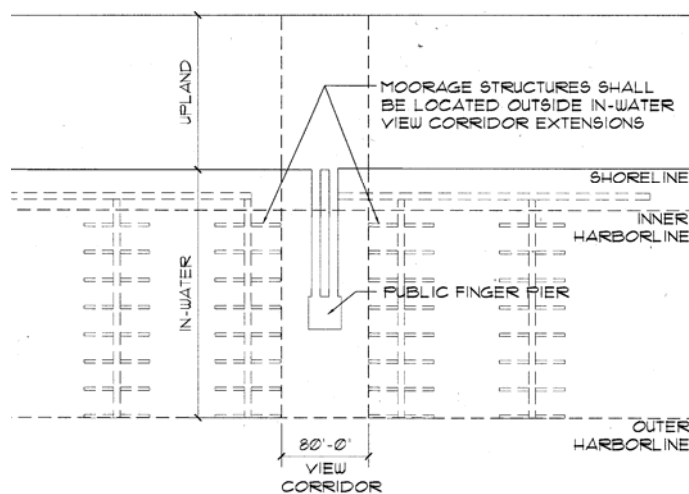 UPLAND
MOORAGE STRUCTURES SHALL
BE LOCATED OUTSIDE IN-WATER
VIEW CORRIDOR EXTENSIONS
SHORELINE
INNER
HARBORLINE
IN-WATER
PUBLIC FINGER PIER
OUTER
HARBORLINE
80'-0"
VIEW
CORRIDOR